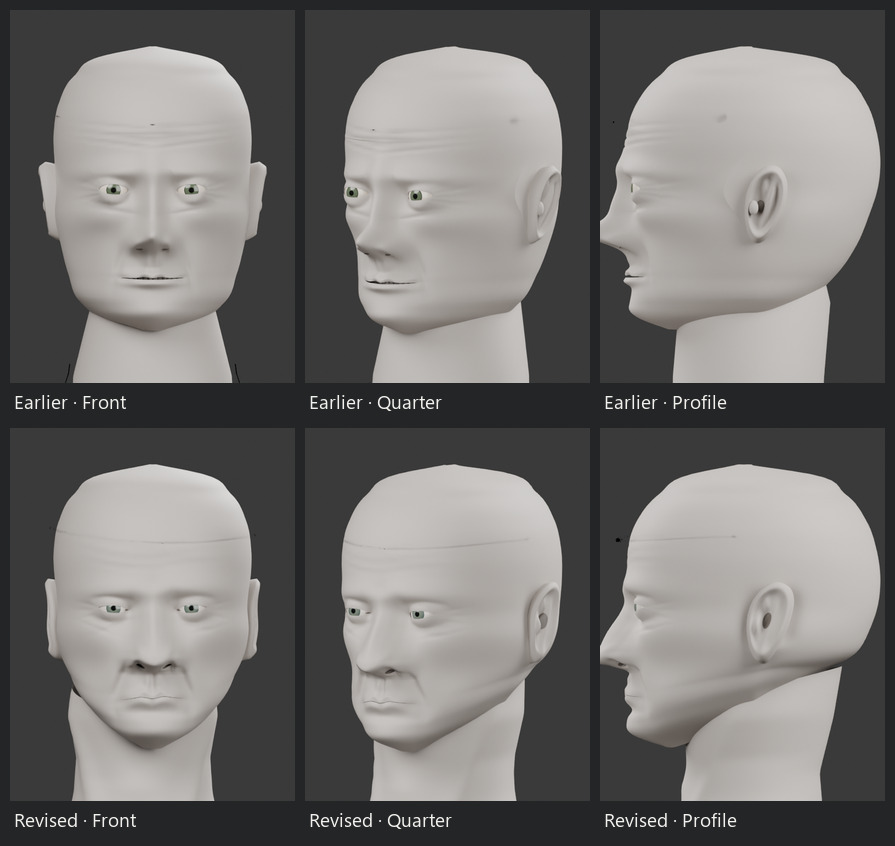 Earlier · Front
Earlier · Quarter
Earlier · Profile
Revised · Front
Revised · Quarter
Revised · Profile